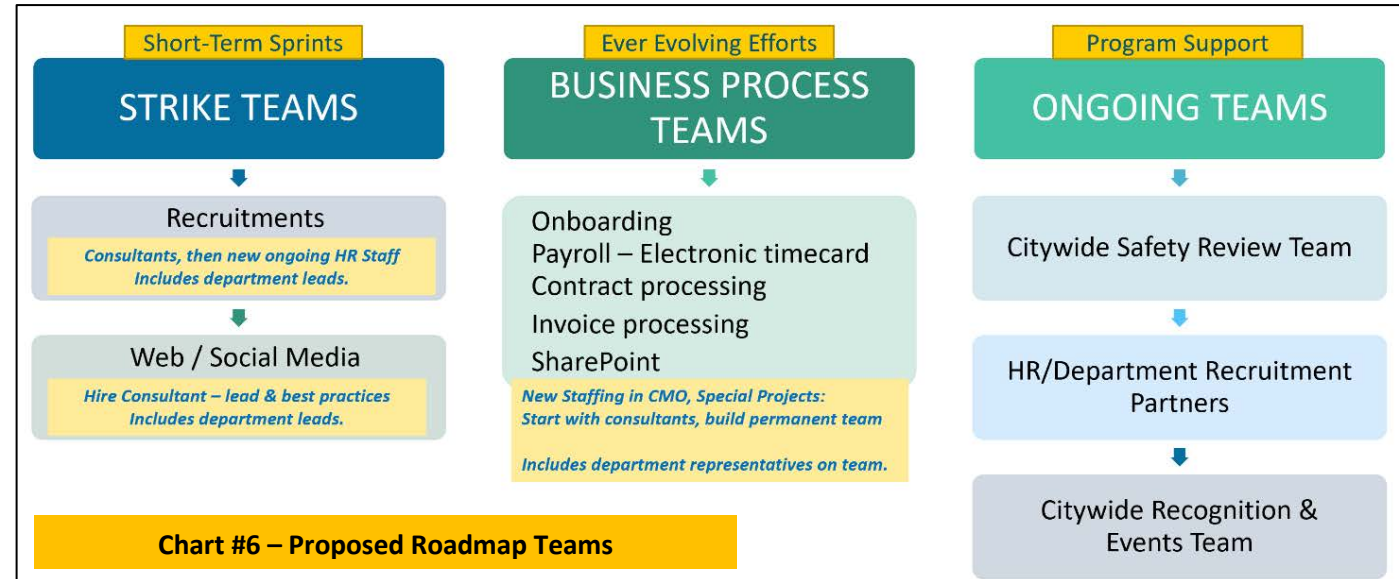 Short-Term Sprints
STRIKE TEAMS
Recruitments
Consultants, then new ongoing HR Staff
Includes department leads.
Web / Social Media
Hire Consultant – lead & best practices
Includes department leads.
Ever Evolving Efforts
BUSINESS PROCESS
TEAMS
Onboarding
Payroll – Electronic timecard
Contract processing
Invoice processing
SharePoint
New Staffing in CMO, Special Projects:
Start with consultants, build permanent team
Includes department representatives on team.
Program Support
ONGOING TEAMS
Citywide Safety Review Team
HR/Department Recruitment
Partners
Citywide Recognition &
Events Team
Chart #6 – Proposed Roadmap Teams